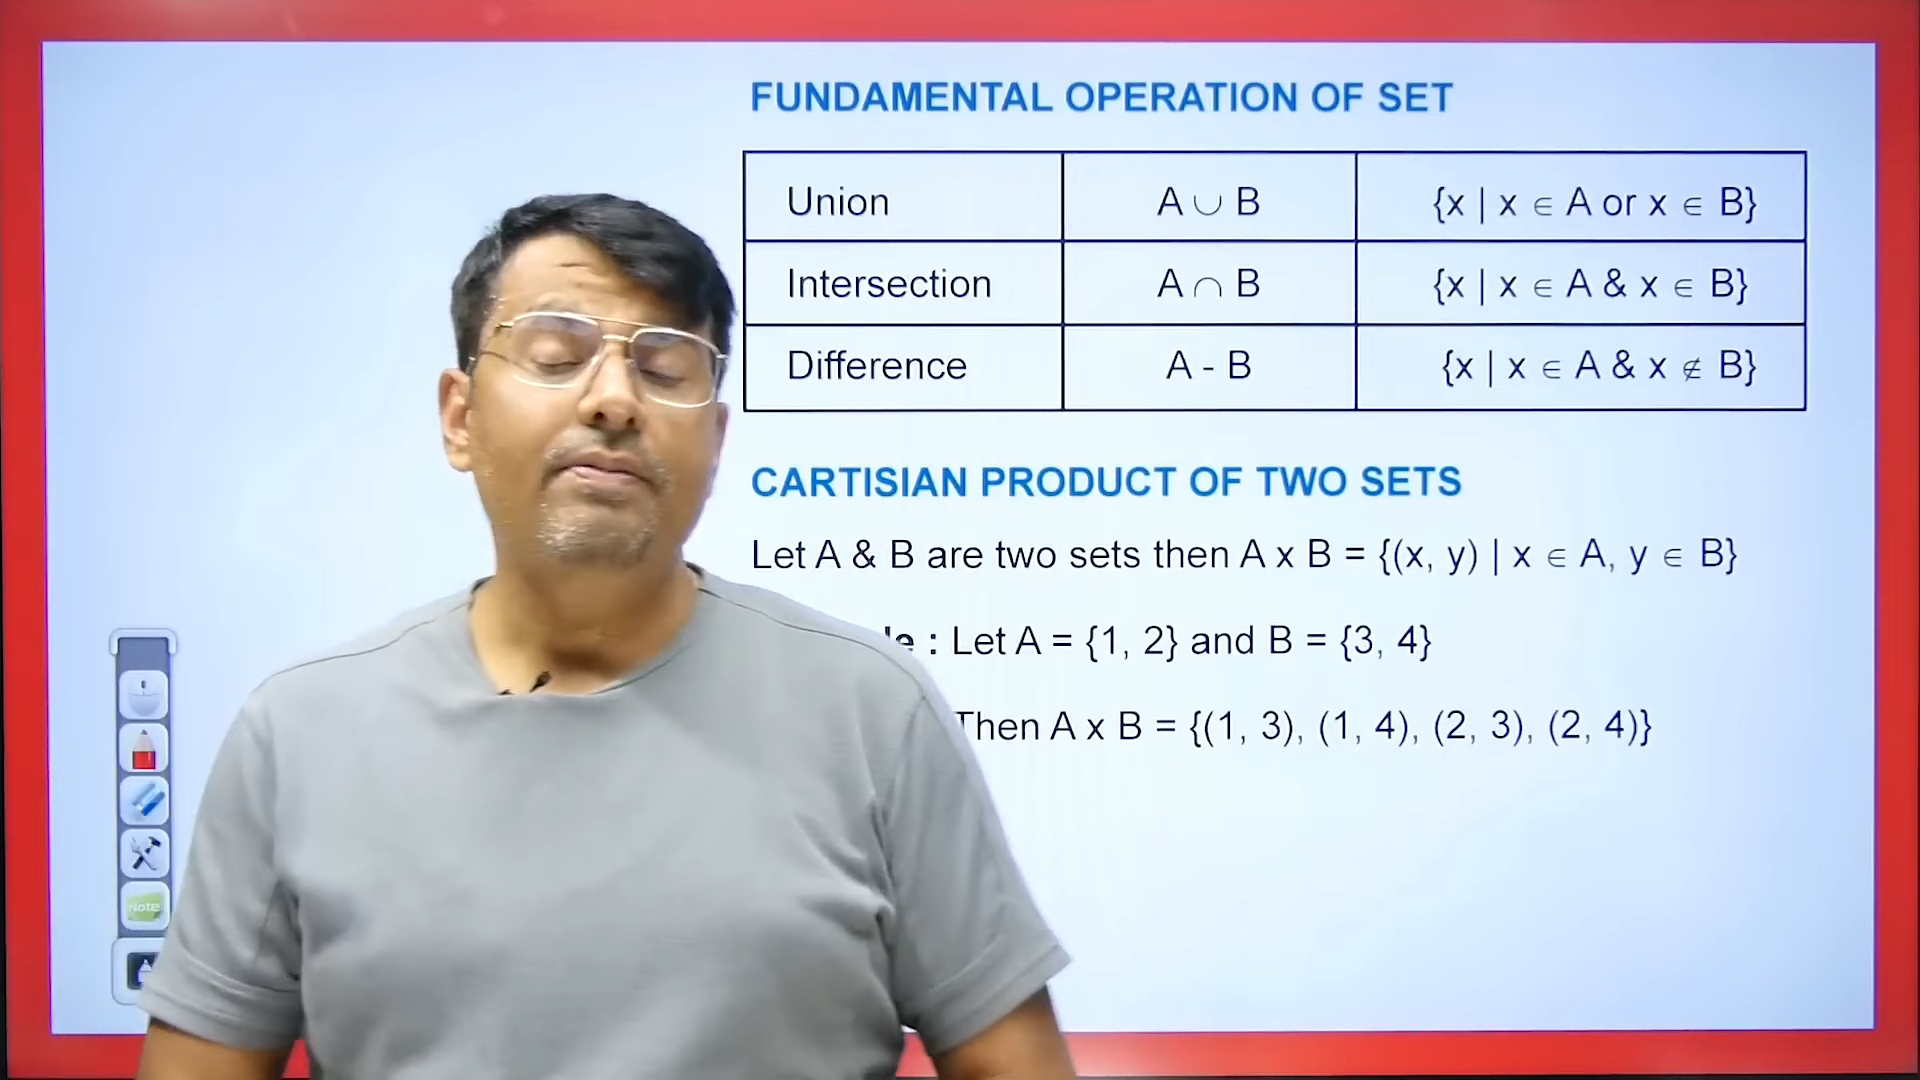 FUNDAMENTAL OPERATION OF SET
Union A ∪ B {x | x ∈ A or x ∈ B}
Intersection A ∩ B {x | x ∈ A & x ∈ B}
Difference A - B {x | x ∈ A & x ∉ B}
CARTISIAN PRODUCT OF TWO SETS
Let A & B are two sets then A x B = {(x, y) | x ∈ A, y ∈ B}
: Let A = {1, 2} and B = {3, 4}
Then A x B = {(1, 3), (1, 4), (2, 3), (2, 4)}
Note